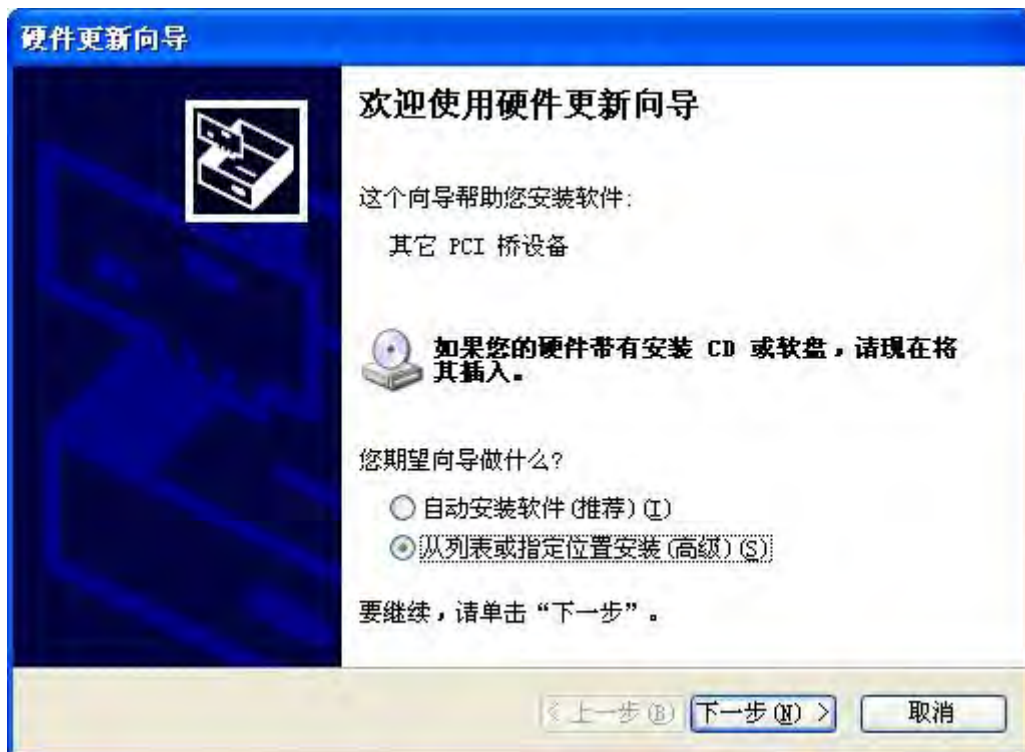 硬件更新向导
欢迎使用硬件更新向导
这个向导帮助您安装软件:
其它 PCI 桥设备
如果您的硬件带有安装 CD 或软盘，请现在将
其插入。
您期望向导做什么?
自动安装软件(推荐)(I)
从列表或指定位置安装(高级)(S)
要继续，请单击“下一步”。
< 上一步(B) 下一步(N) > 取消